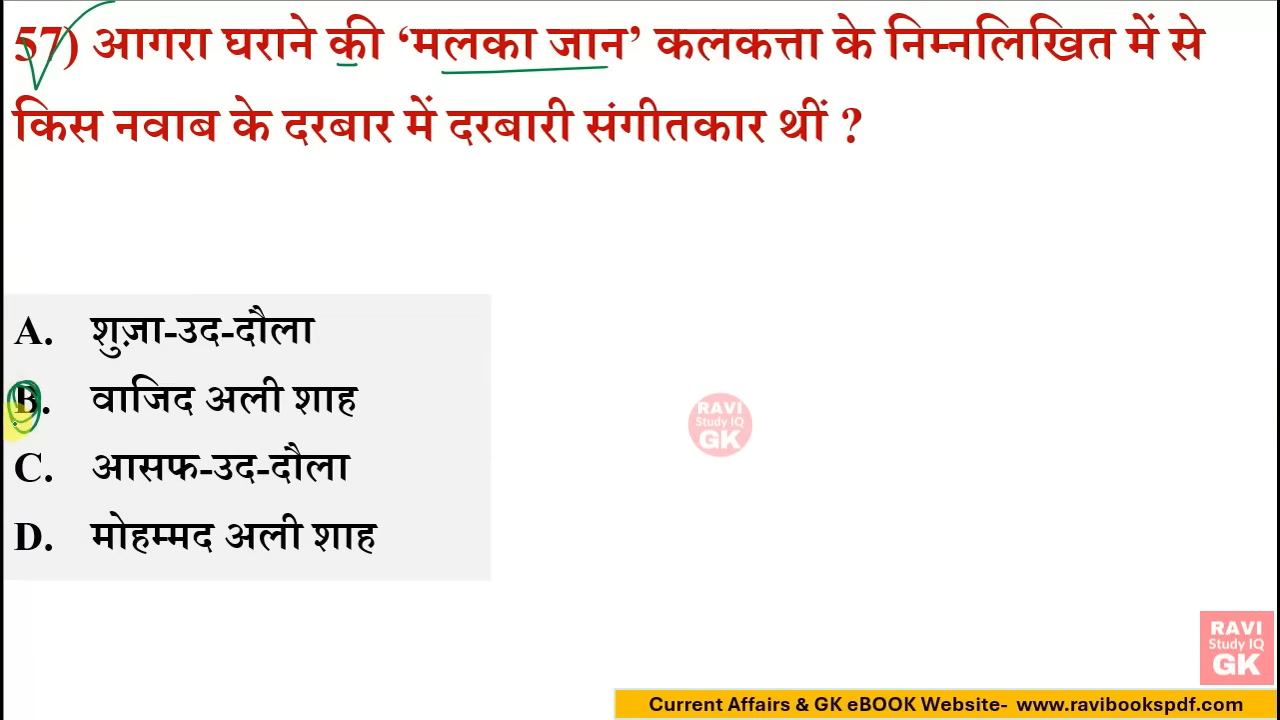 57) आगरा घराने की ‘मलका जान’ कलकत्ता के निम्नलिखित में से
किस नवाब के दरबार में दरबारी संगीतकार थीं ?
A. शुज़ा-उद-दौला
B. वाजिद अली शाह
C. आसफ-उद-दौला
D. मोहम्मद अली शाह
RAVI
Study IQ
GK
RAVI
Study IQ
GK
Current Affairs & GK eBOOK Website- www.ravibookspdf.com